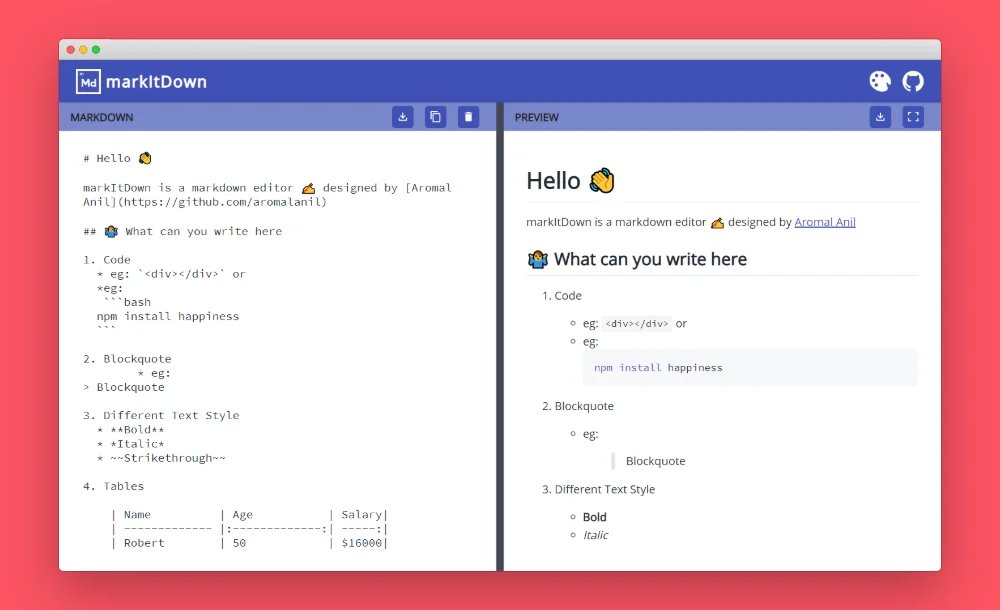 Md markItDown
MARKDOWN
# Hello 👋
markItDown is a markdown editor ✍️ designed by [Aromal
Anil](https://github.com/aromalanil)
## 🤷‍♂️ What can you write here
1. Code
* eg: `<div></div>` or
*eg:
```bash
npm install happiness
```
2. Blockquote
* eg:
> Blockquote
3. Different Text Style
* **Bold**
* *Italic*
* ~~Strikethrough~~
4. Tables
| Name | Age | Salary|
| ------------- |:-------------:| -----:|
| Robert | 50 | $16000|
PREVIEW
Hello 👋
markItDown is a markdown editor ✍️ designed by Aromal Anil
🤷‍♂️ What can you write here
1. Code
eg: <div></div> or
eg:
npm install happiness
2. Blockquote
eg:
Blockquote
3. Different Text Style
Bold
Italic